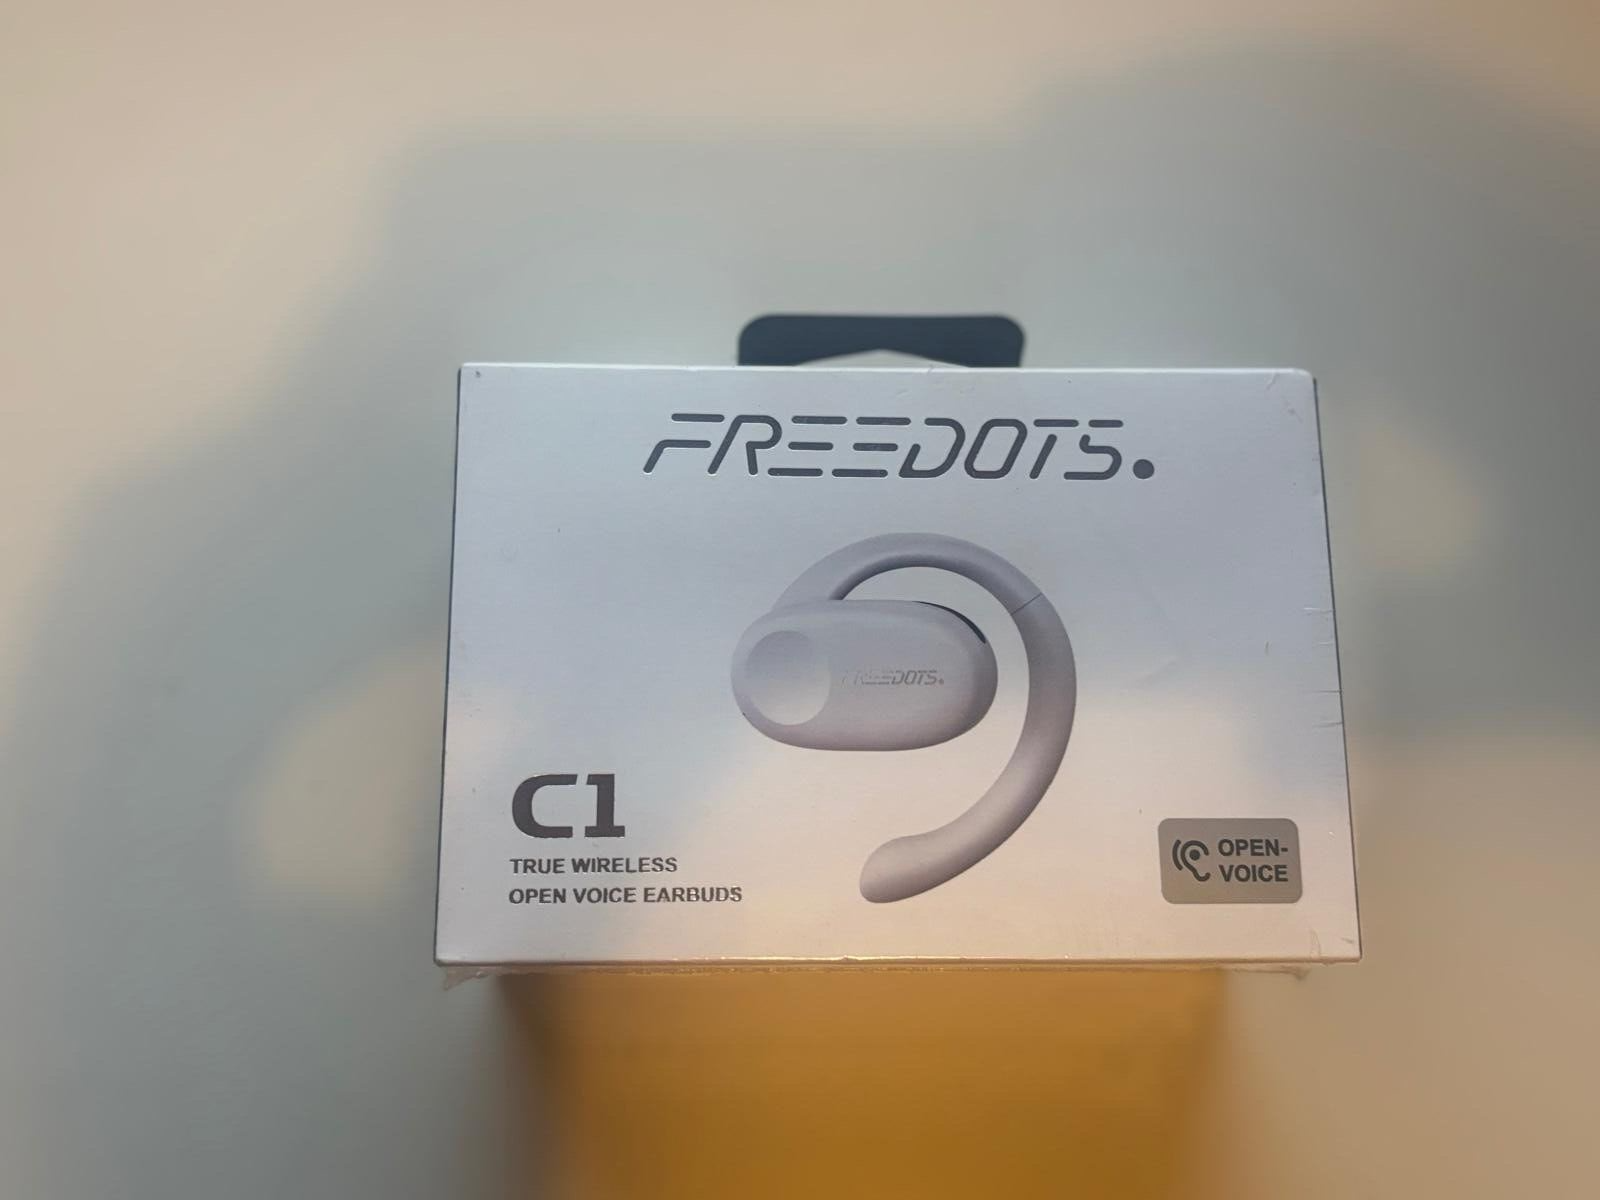 FREEDOTS.
FREEDOTS.
C1
TRUE WIRELESS
OPEN VOICE EARBUDS
OPEN-
VOICE